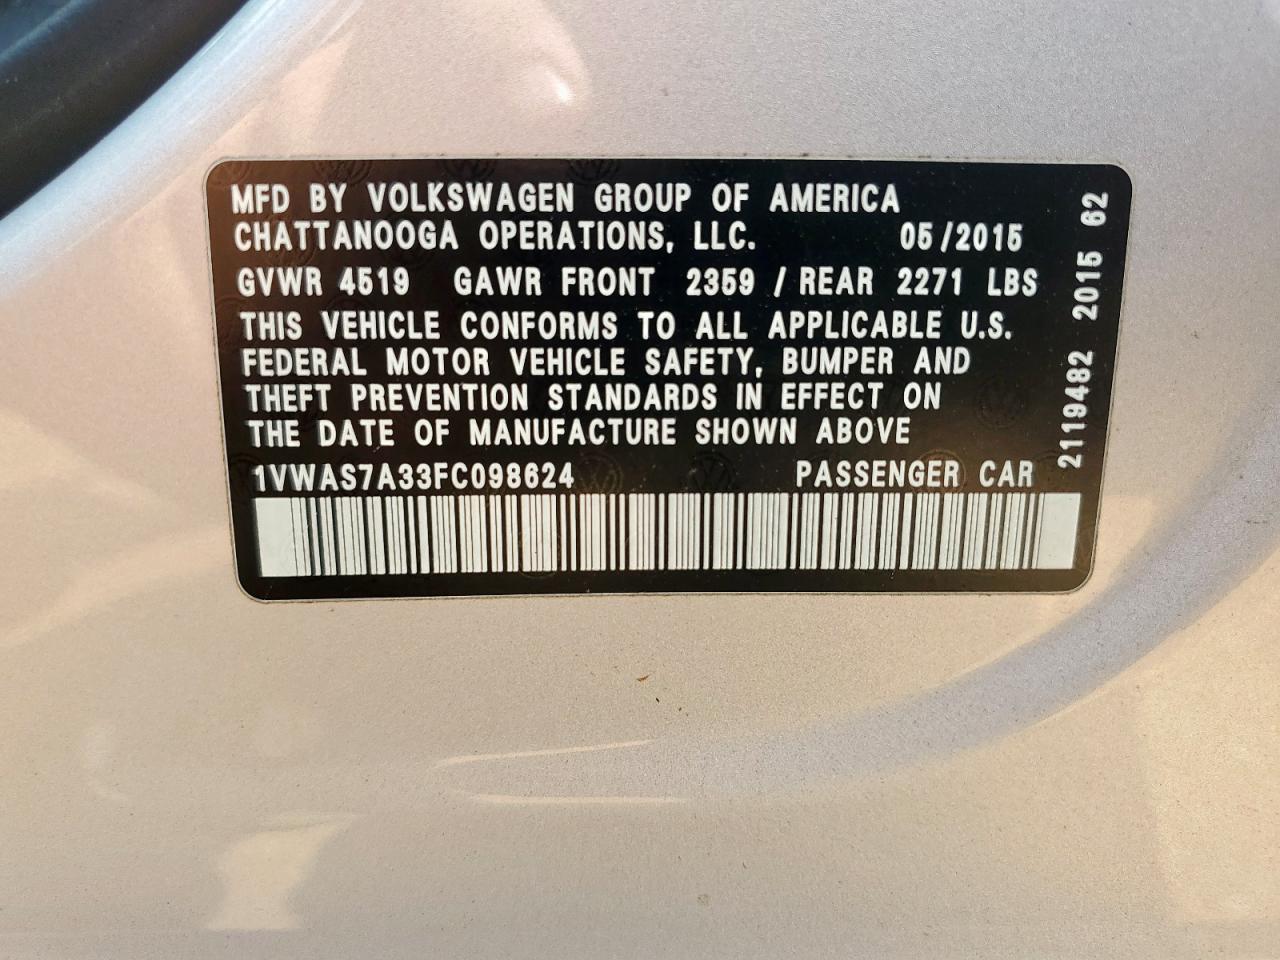 MFD BY VOLKSWAGEN GROUP OF AMERICA
CHATTANOOGA OPERATIONS, LLC. 05/2015
GVWR 4519 GAWR FRONT 2359 / REAR 2271 LBS
THIS VEHICLE CONFORMS TO ALL APPLICABLE U.S.
FEDERAL MOTOR VEHICLE SAFETY, BUMPER AND
THEFT PREVENTION STANDARDS IN EFFECT ON
THE DATE OF MANUFACTURE SHOWN ABOVE
1VWAS7A33FC098624 PASSENGER CAR
2119482 2015 62